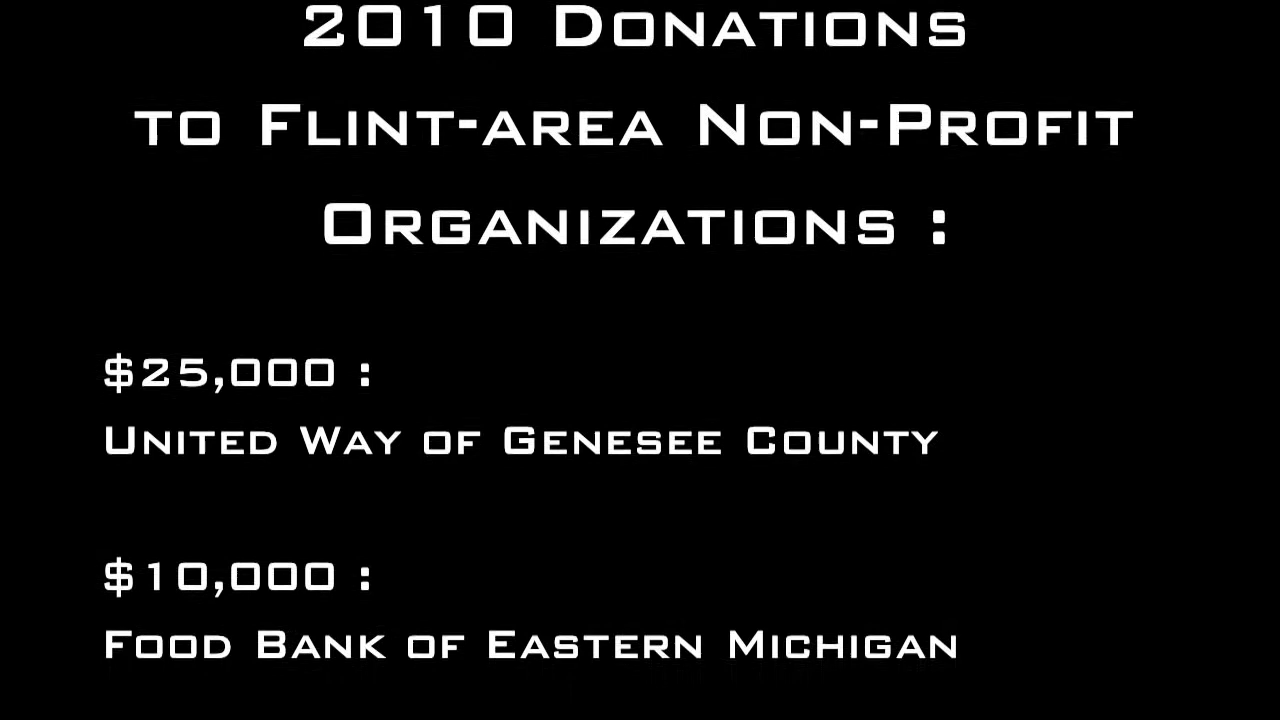 2010 Donations
to Flint-area Non-Profit
Organizations :
$25,000 :
United Way of Genesee County
$10,000 :
Food Bank of Eastern Michigan